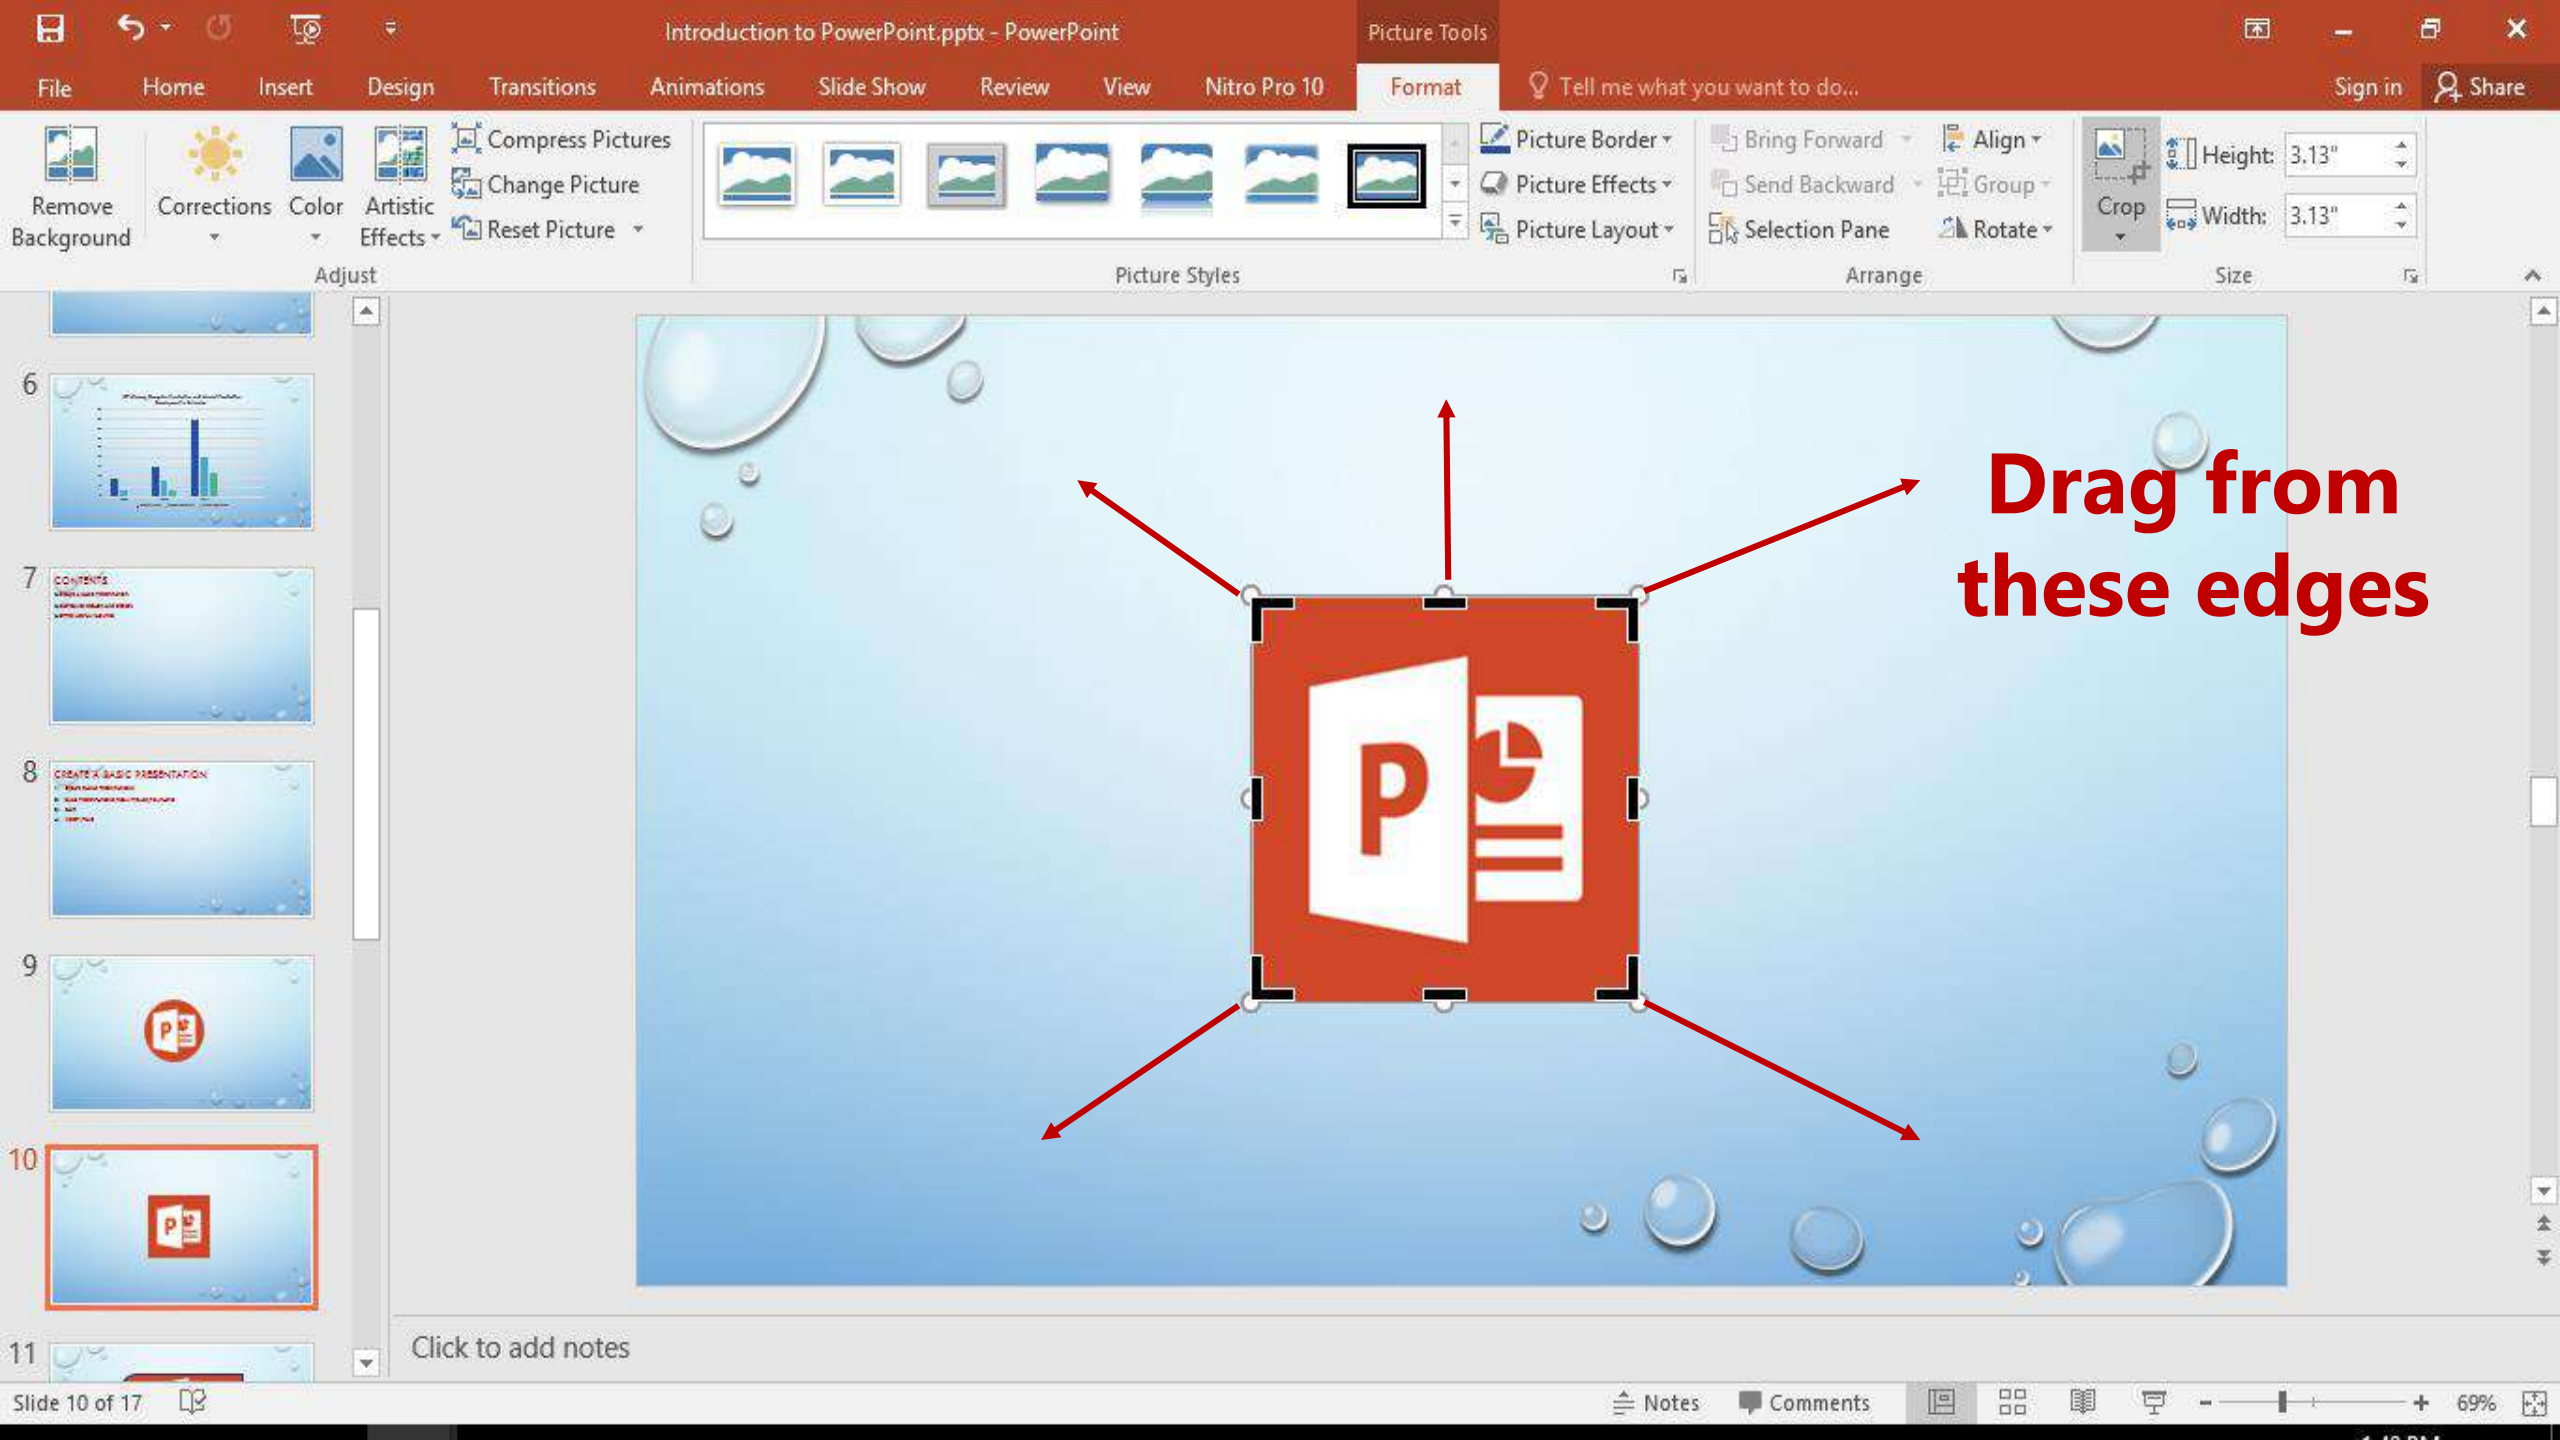 Introduction to PowerPoint.pptx - PowerPoint
Picture Tools
File Home Insert Design Transitions Animations Slide Show Review View Nitro Pro 10 Format Tell me what you want to do... Sign in Share
Remove Background
Corrections
Color
Artistic Effects
Compress Pictures
Change Picture
Reset Picture
Adjust
Picture Styles
Picture Border
Picture Effects
Picture Layout
Bring Forward
Send Backward
Selection Pane
Align
Group
Rotate
Arrange
Crop
Height: 3.13"
Width: 3.13"
Size
6
7
CONTENTS
8
CREATE A BASIC PRESENTATION
9
10
11
Drag from
these edges
P
Click to add notes
Slide 10 of 17
Notes
Comments
69%